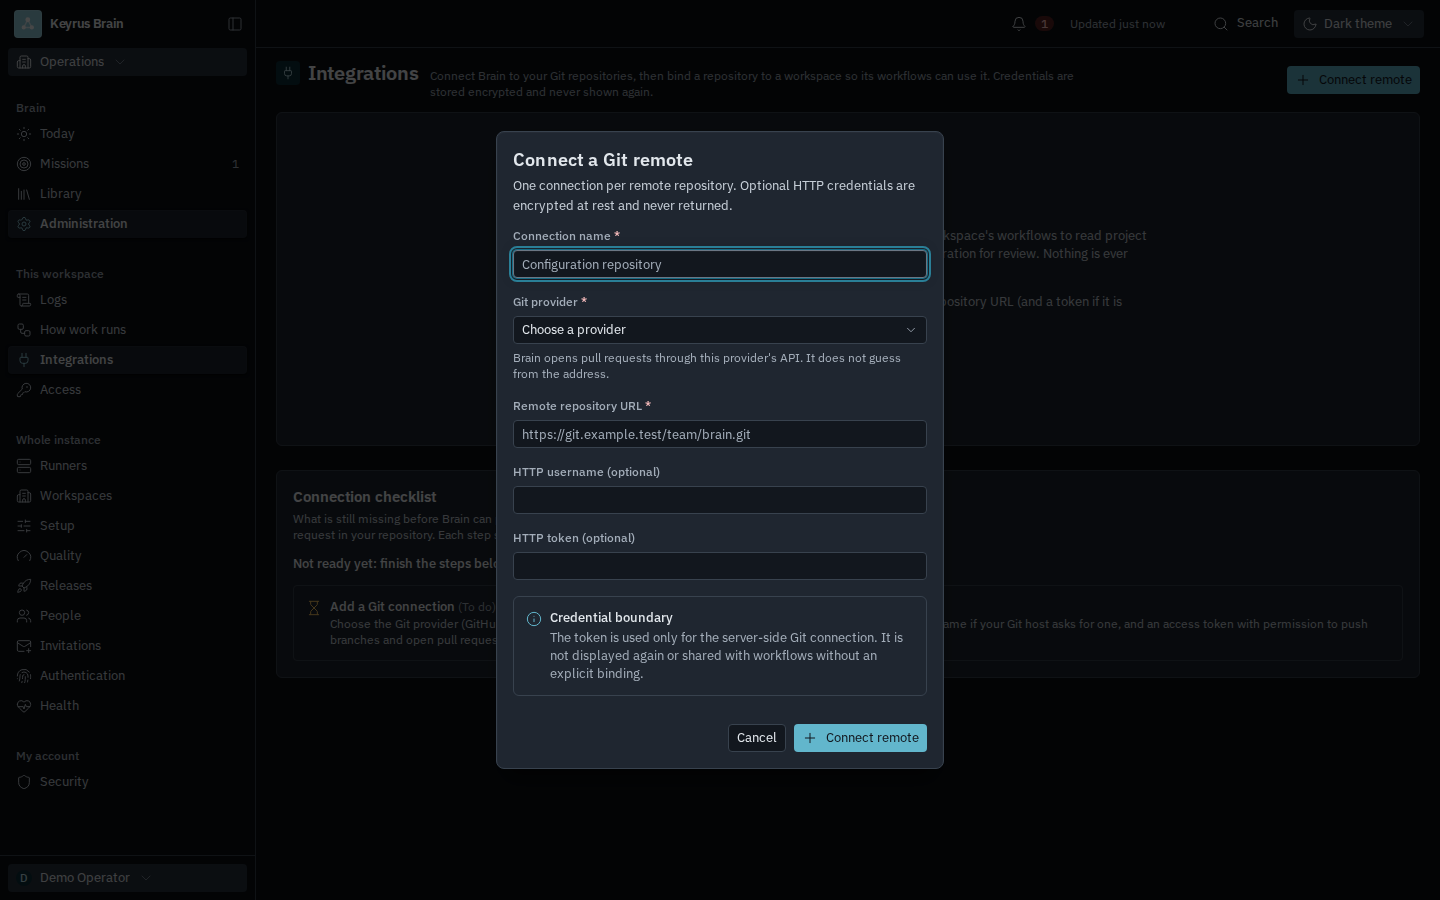 Keyrus Brain
1
Updated just now
Search
Dark theme
Operations
Integrations
Connect Brain to your Git repositories, then bind a repository to a workspace so its workflows can use it. Credentials are
stored encrypted and never shown again.
Connect remote
Brain
Today
Missions
1
Library
Administration
This workspace
Logs
How work runs
Integrations
Access
Whole instance
Runners
Workspaces
Setup
Quality
Releases
People
Invitations
Authentication
Health
My account
Security
D
Demo Operator
kspace's workflows to read project
ration for review. Nothing is ever
pository URL (and a token if it is
Connection checklist
What is still missing before Brain can
request in your repository. Each step
Not ready yet: finish the steps belo
Add a Git connection (To do)
Choose the Git provider (GitHu
ame if your Git host asks for one, and an access token with permission to push
branches and open pull reques
Connect a Git remote
One connection per remote repository. Optional HTTP credentials are
encrypted at rest and never returned.
Connection name *
Configuration repository
Git provider *
Choose a provider
Brain opens pull requests through this provider's API. It does not guess
from the address.
Remote repository URL *
https://git.example.test/team/brain.git
HTTP username (optional)
HTTP token (optional)
Credential boundary
The token is used only for the server-side Git connection. It is
not displayed again or shared with workflows without an
explicit binding.
Cancel
Connect remote